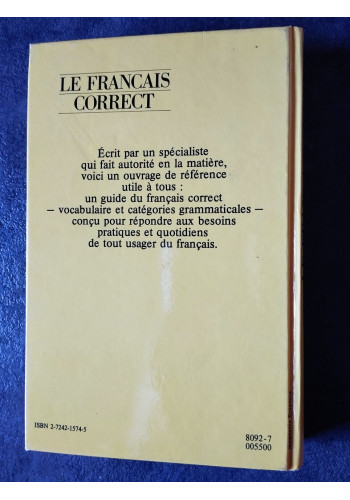 LE FRANCAIS
CORRECT
Écrit par un spécialiste
qui fait autorité en la matière,
voici un ouvrage de référence
utile à tous :
un guide du français correct
— vocabulaire et catégories grammaticales —
conçu pour répondre aux besoins
pratiques et quotidiens
de tout usager du français.
ISBN 2-7242-1574-5
8092-7
005500